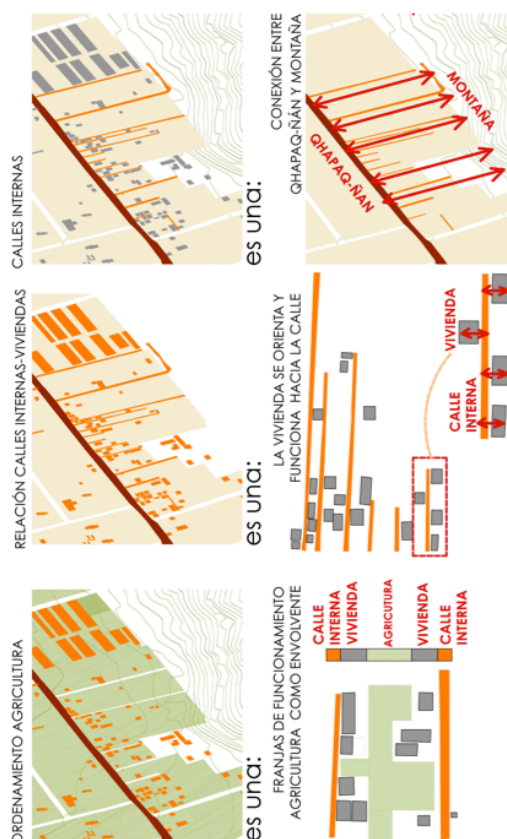 ORDENAMIENTO AGRICULTURA
es una:
FRANJAS DE FUNCIONAMIENTO
AGRICULTURA COMO ENVOLVENTE
CALLE
INTERNA
VIVIENDA
AGRICUTURA
VIVIENDA
CALLE
INTERNA
RELACIÓN CALLES INTERNAS-VIVIENDAS
es una:
LA VIVIENDA SE ORIENTA Y
FUNCIONA HACIA LA CALLE
VIVIENDA
CALLE
INTERNA
CALLES INTERNAS
es una:
CONEXIÓN ENTRE
QHAPAQ-ÑÁN Y MONTAÑA
QHAPAQ-ÑAN
MONTAÑA